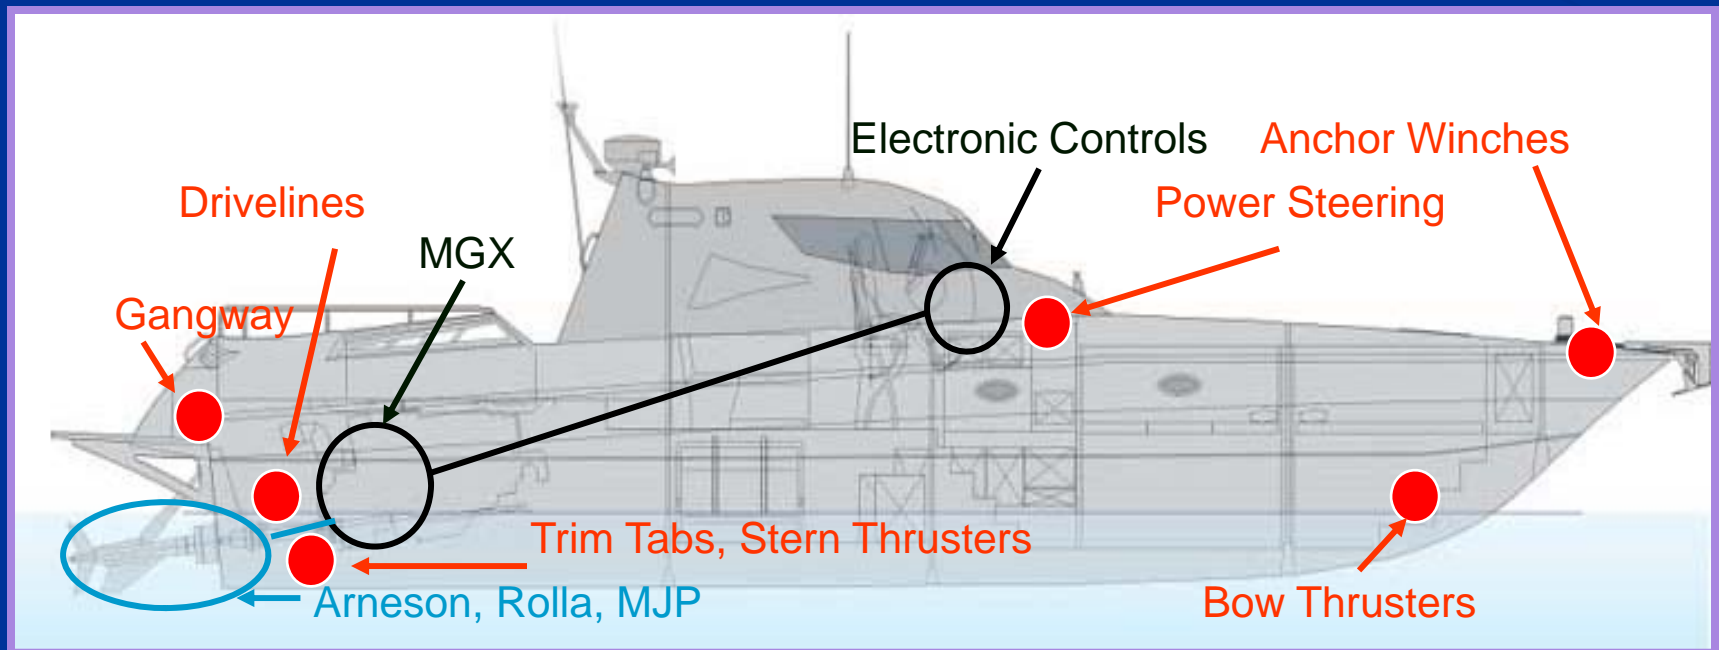 Electronic Controls
Anchor Winches
Drivelines
Power Steering
MGX
Gangway
Trim Tabs, Stern Thrusters
Arneson, Rolla, MJP
Bow Thrusters